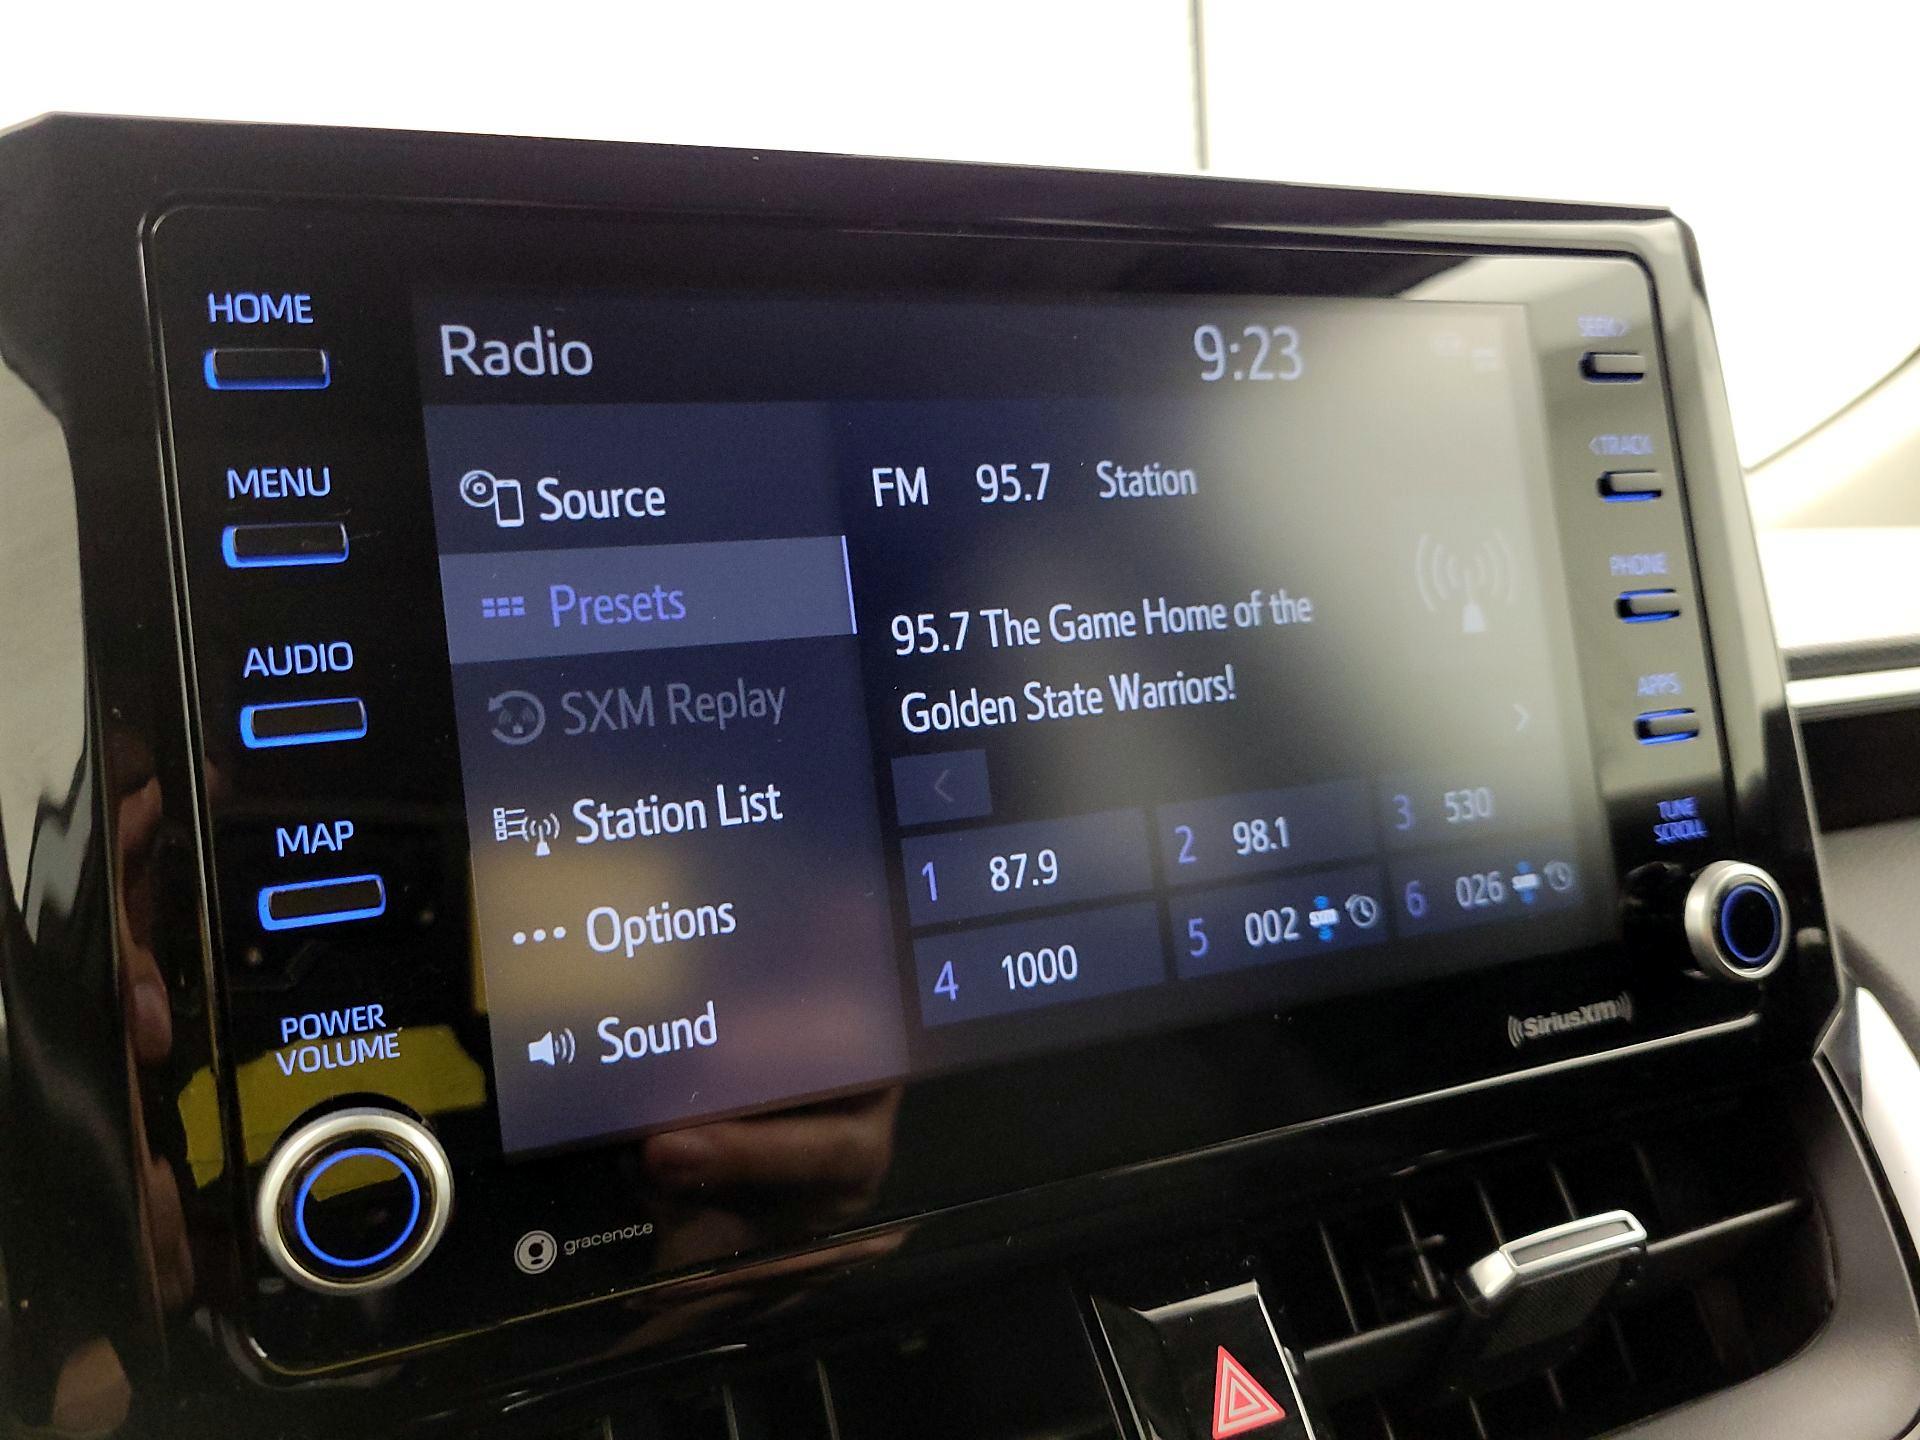 HOME
MENU
AUDIO
MAP
POWER
VOLUME
Radio
9:23
Source
Presets
SXM Replay
Station List
Options
Sound
FM 95.7 Station
95.7 The Game Home of the
Golden State Warriors!
<
>
1 87.9
2 98.1
3 530
4 1000
5 002 SXM
6 026
SEEK>
<TRACK
PHONE
APPS
TUNE
SCROLL
SiriusXM
gracenote